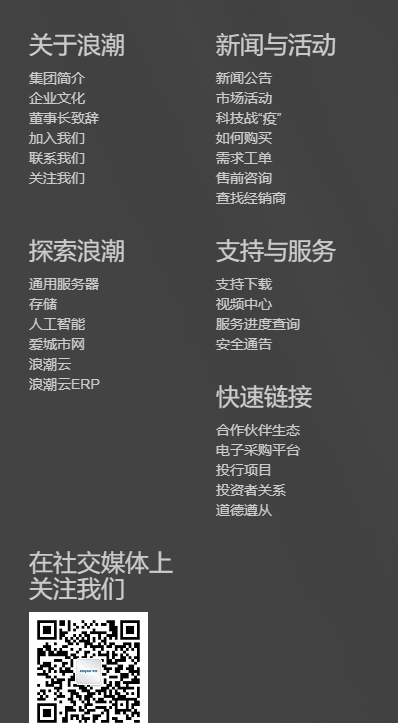 关于浪潮
集团简介
企业文化
董事长致辞
加入我们
联系我们
关注我们
新闻与活动
新闻公告
市场活动
科技战“疫”
如何购买
需求工单
售前咨询
查找经销商
探索浪潮
通用服务器
存储
人工智能
爱城市网
浪潮云
浪潮云ERP
支持与服务
支持下载
视频中心
服务进度查询
安全通告
快速链接
合作伙伴生态
电子采购平台
投行项目
投资者关系
道德遵从
在社交媒体上
关注我们